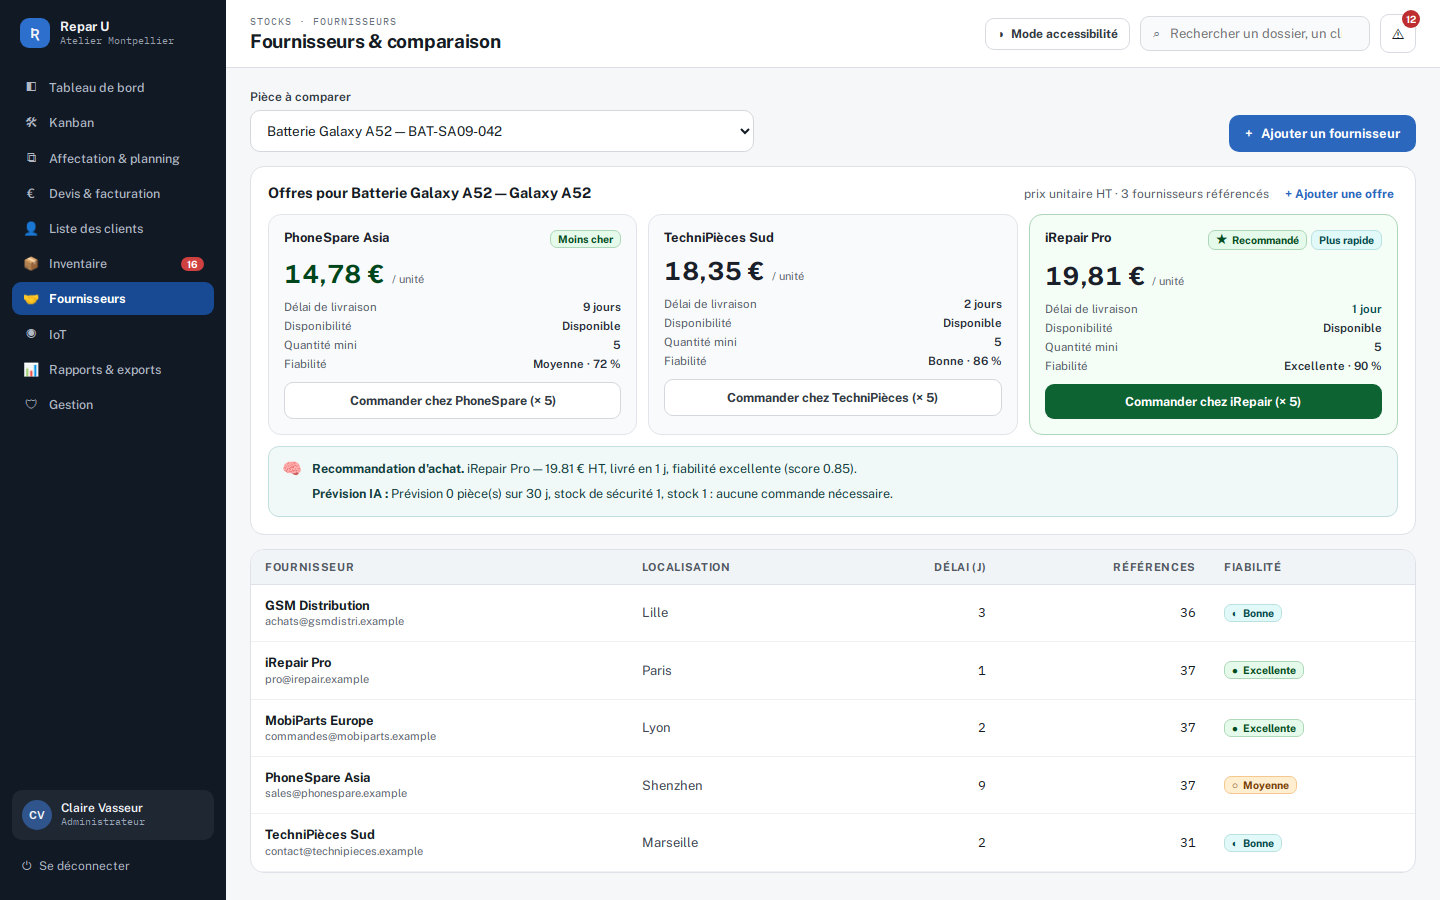 Repar U
Atelier Montpellier
Tableau de bord
Kanban
Affectation & planning
Devis & facturation
Liste des clients
Inventaire 16
Fournisseurs
IoT
Rapports & exports
Gestion
CV
Claire Vasseur
Administrateur
Se déconnecter
STOCKS · FOURNISSEURS
Fournisseurs & comparaison
Mode accessibilité
Rechercher un dossier, un cl
12
Pièce à comparer
Batterie Galaxy A52 — BAT-SA09-042
+ Ajouter un fournisseur
Offres pour Batterie Galaxy A52 — Galaxy A52
prix unitaire HT · 3 fournisseurs référencés
+ Ajouter une offre
PhoneSpare Asia
Moins cher
14,78 € / unité
Délai de livraison 9 jours
Disponibilité Disponible
Quantité mini 5
Fiabilité Moyenne · 72 %
Commander chez PhoneSpare (× 5)
TechniPièces Sud
18,35 € / unité
Délai de livraison 2 jours
Disponibilité Disponible
Quantité mini 5
Fiabilité Bonne · 86 %
Commander chez TechniPièces (× 5)
iRepair Pro
★ Recommandé
Plus rapide
19,81 € / unité
Délai de livraison 1 jour
Disponibilité Disponible
Quantité mini 5
Fiabilité Excellente · 90 %
Commander chez iRepair (× 5)
Recommandation d'achat. iRepair Pro — 19.81 € HT, livré en 1 j, fiabilité excellente (score 0.85).
Prévision IA : Prévision 0 pièce(s) sur 30 j, stock de sécurité 1, stock 1 : aucune commande nécessaire.
FOURNISSEUR LOCALISATION DÉLAI (J) RÉFÉRENCES FIABILITÉ
GSM Distribution
achats@gsmdistri.example
Lille 3 36 Bonne
iRepair Pro
pro@irepair.example
Paris 1 37 Excellente
MobiParts Europe
commandes@mobiparts.example
Lyon 2 37 Excellente
PhoneSpare Asia
sales@phonespare.example
Shenzhen 9 37 Moyenne
TechniPièces Sud
contact@technipieces.example
Marseille 2 31 Bonne